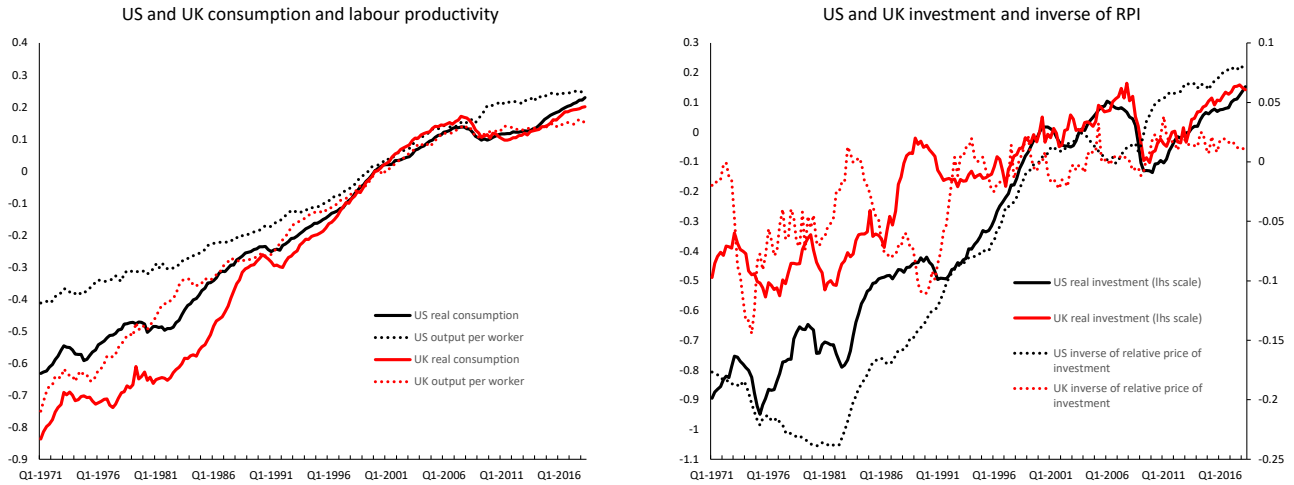 US and UK consumption and labour productivity
0.4
0.3
0.2
0.1
0
-0.1
-0.2
-0.3
-0.4
-0.5
-0.6
-0.7
-0.8
-0.9
Q1-1971 Q1-1976 Q1-1981 Q1-1986 Q1-1991 Q1-1996 Q1-2001 Q1-2006 Q1-2011 Q1-2016
US real consumption
US output per worker
UK real consumption
UK output per worker
US and UK investment and inverse of RPI
0.3
0.2
0.1
0
-0.1
-0.2
-0.3
-0.4
-0.5
-0.6
-0.7
-0.8
-0.9
-1
-1.1
0.1
0.05
0
-0.05
-0.1
-0.15
-0.2
-0.25
Q1-1971 Q1-1976 Q1-1981 Q1-1986 Q1-1991 Q1-1996 Q1-2001 Q1-2006 Q1-2011 Q1-2016
US real investment (lhs scale)
UK real investment (lhs scale)
US inverse of relative price of
investment
UK inverse of relative price of
investment